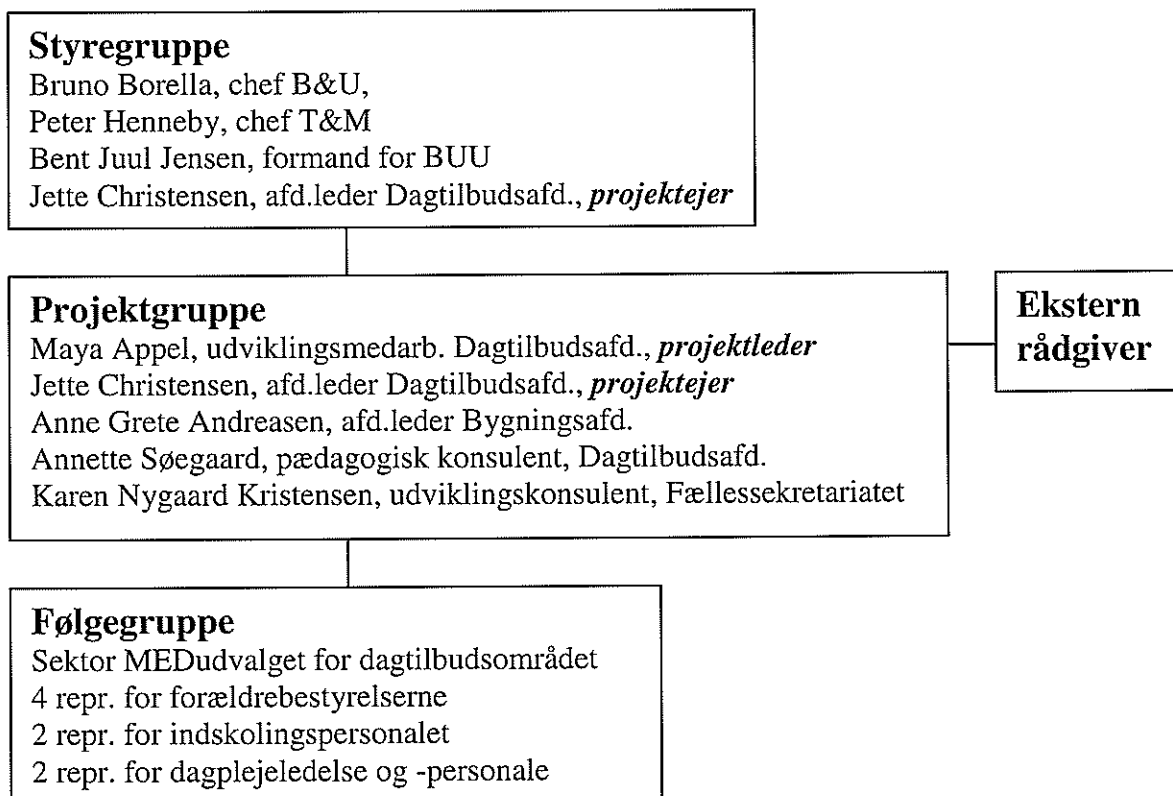 Styregruppe
Bruno Borella, chef B&U,
Peter Henneby, chef T&M
Bent Juul Jensen, formand for BUU
Jette Christensen, afd.leder Dagtilbudsafd., projektejer
Projektgruppe
Maya Appel, udviklingsmedarb. Dagtilbudsafd., projektleder
Jette Christensen, afd.leder Dagtilbudsafd., projektejer
Anne Grete Andreasen, afd.leder Bygningsafd.
Annette Søegaard, pædagogisk konsulent, Dagtilbudsafd.
Karen Nygaard Kristensen, udviklingskonsulent, Fællessekretariatet
Ekstern
rådgiver
Følgegruppe
Sektor MEDudvalget for dagtilbudsområdet
4 repr. for forældrebestyrelserne
2 repr. for indskolingspersonalet
2 repr. for dagplejeledelse og -personale